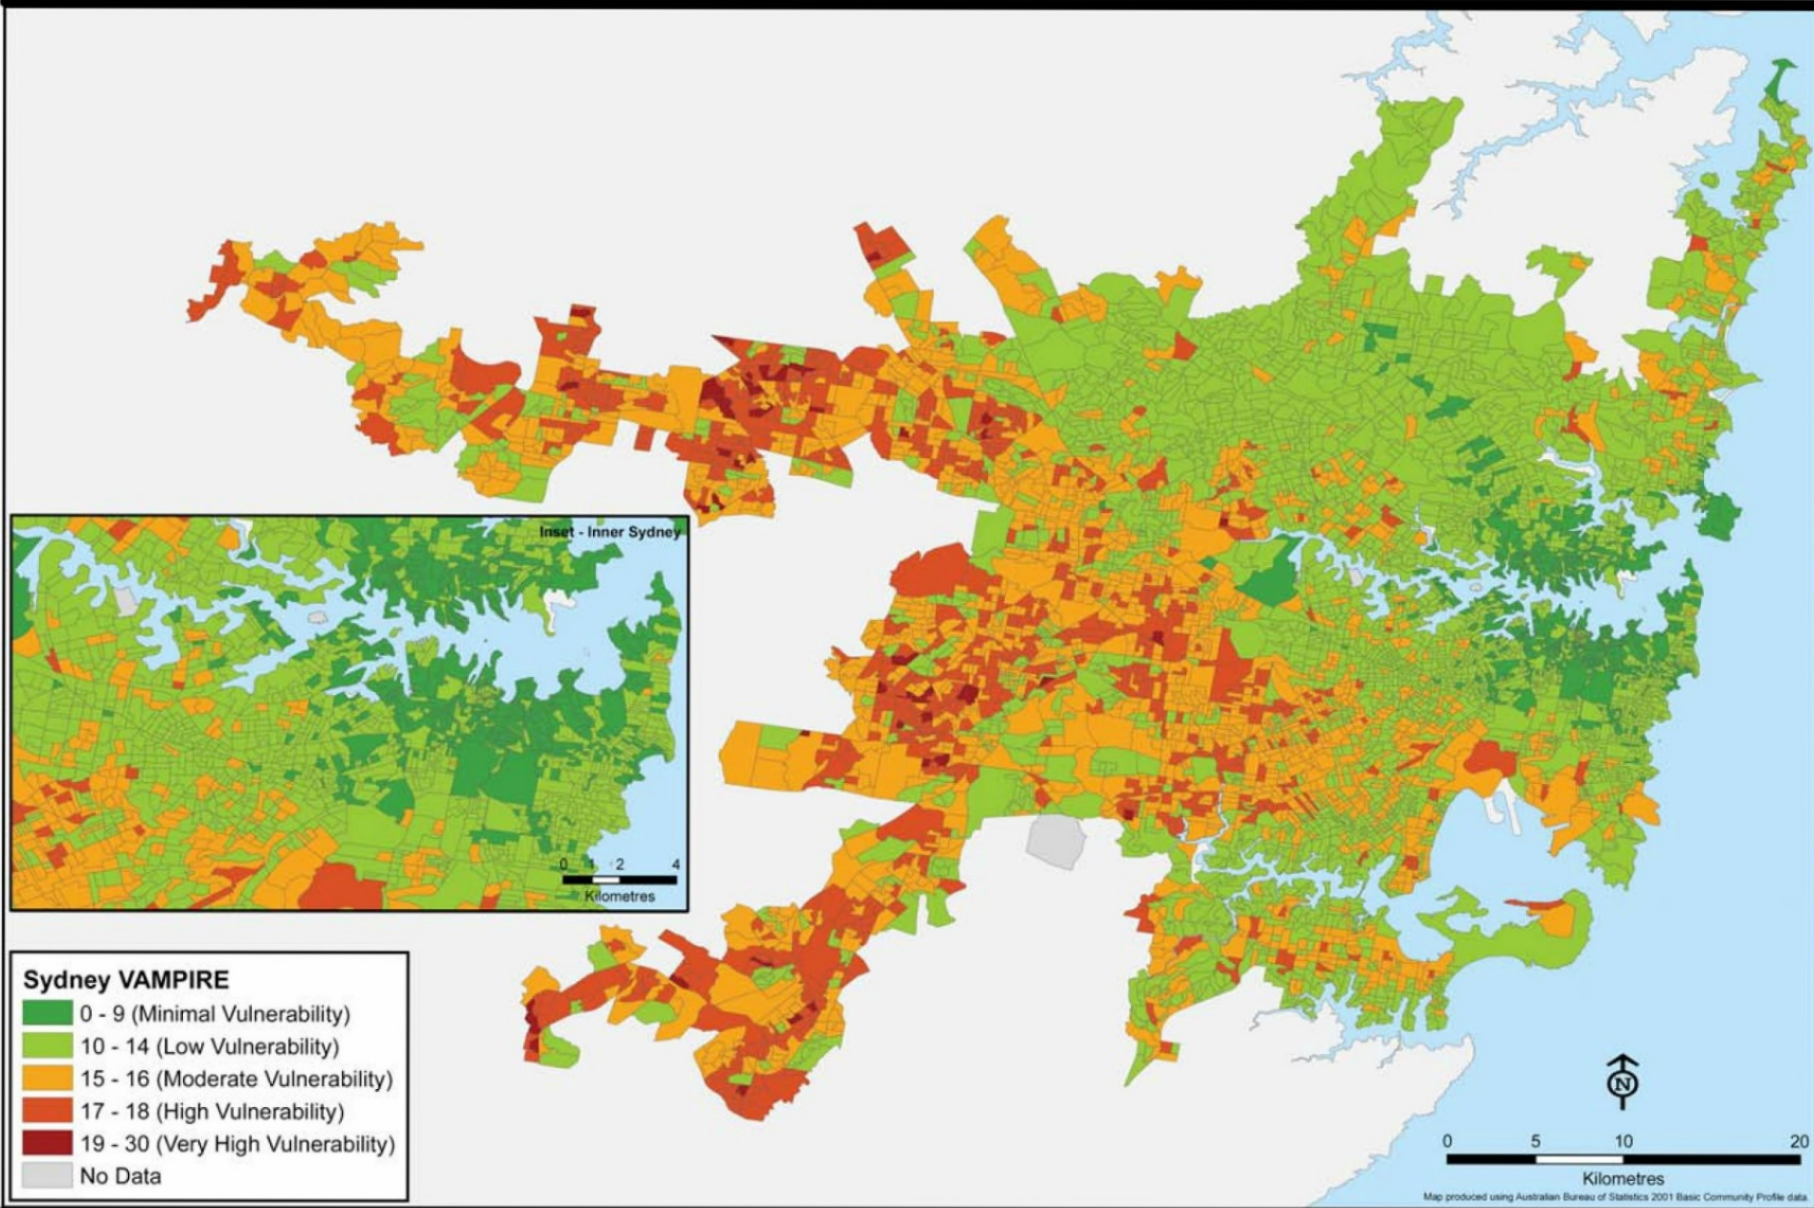 Inset - Inner Sydney
0 1 2 4
Kilometres
Sydney VAMPIRE
0 - 9 (Minimal Vulnerability)
10 - 14 (Low Vulnerability)
15 - 16 (Moderate Vulnerability)
17 - 18 (High Vulnerability)
19 - 30 (Very High Vulnerability)
No Data
N
0 5 10 20
Kilometres
Map produced using Australian Bureau of Statistics 2001 Basic Community Profile data.